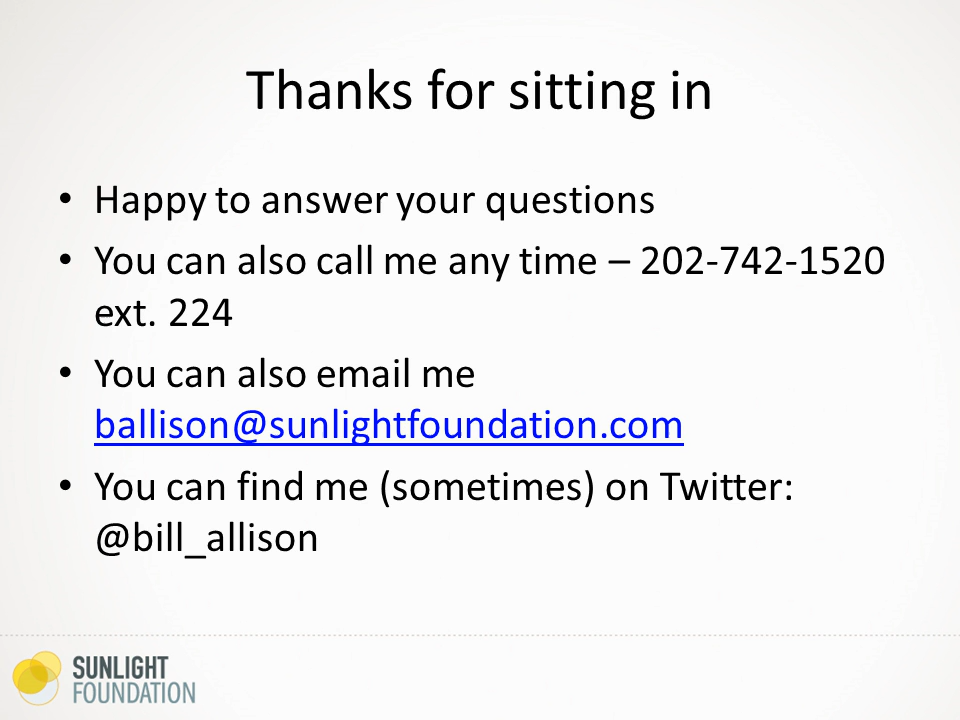 Thanks for sitting in
• Happy to answer your questions
• You can also call me any time – 202-742-1520
ext. 224
• You can also email me
ballison@sunlightfoundation.com
• You can find me (sometimes) on Twitter:
@bill_allison
SUNLIGHT
FOUNDATION